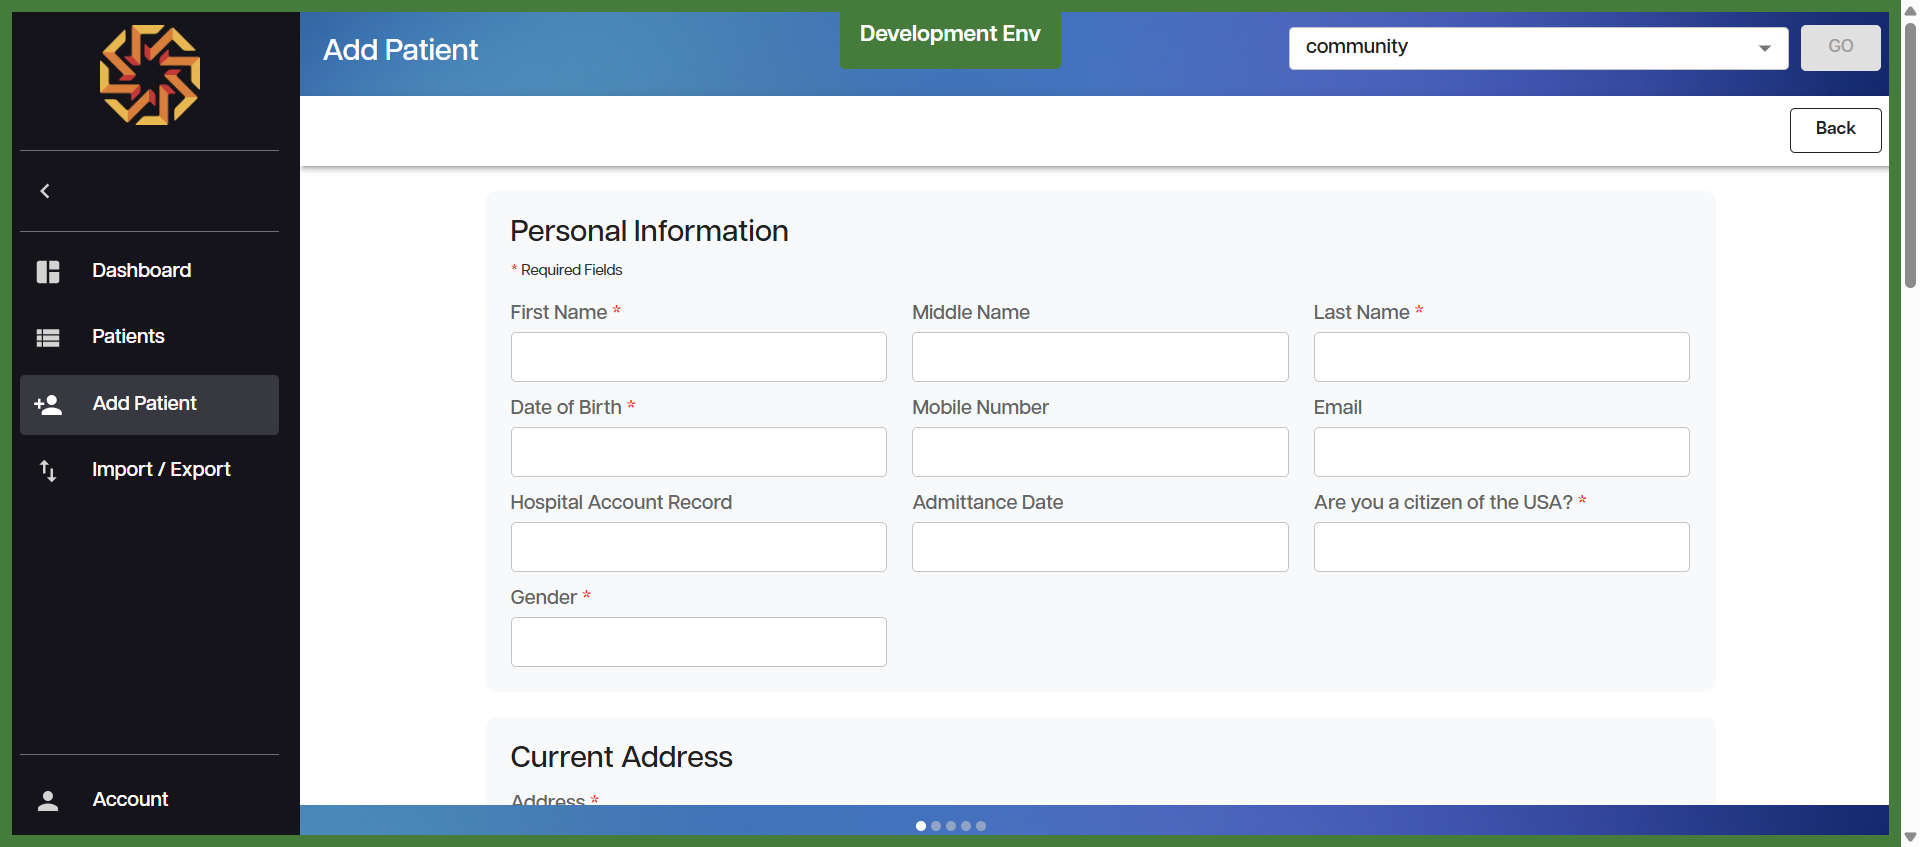 Add Patient
Development Env
community
GO
Back
Dashboard
Patients
Add Patient
Import / Export
Account
Personal Information
* Required Fields
First Name *
Middle Name
Last Name *
Date of Birth *
Mobile Number
Email
Hospital Account Record
Admittance Date
Are you a citizen of the USA? *
Gender *
Current Address
Address *